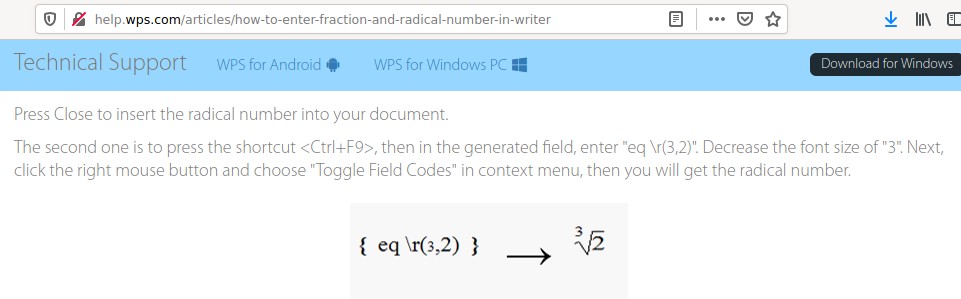 help.wps.com/articles/how-to-enter-fraction-and-radical-number-in-writer
Technical Support WPS for Android WPS for Windows PC Download for Windows
Press Close to insert the radical number into your document.
The second one is to press the shortcut <Ctrl+F9>, then in the generated field, enter "eq \r(3,2)". Decrease the font size of "3". Next,
click the right mouse button and choose "Toggle Field Codes" in context menu, then you will get the radical number.
{ eq \r(3,2) } → ∛2